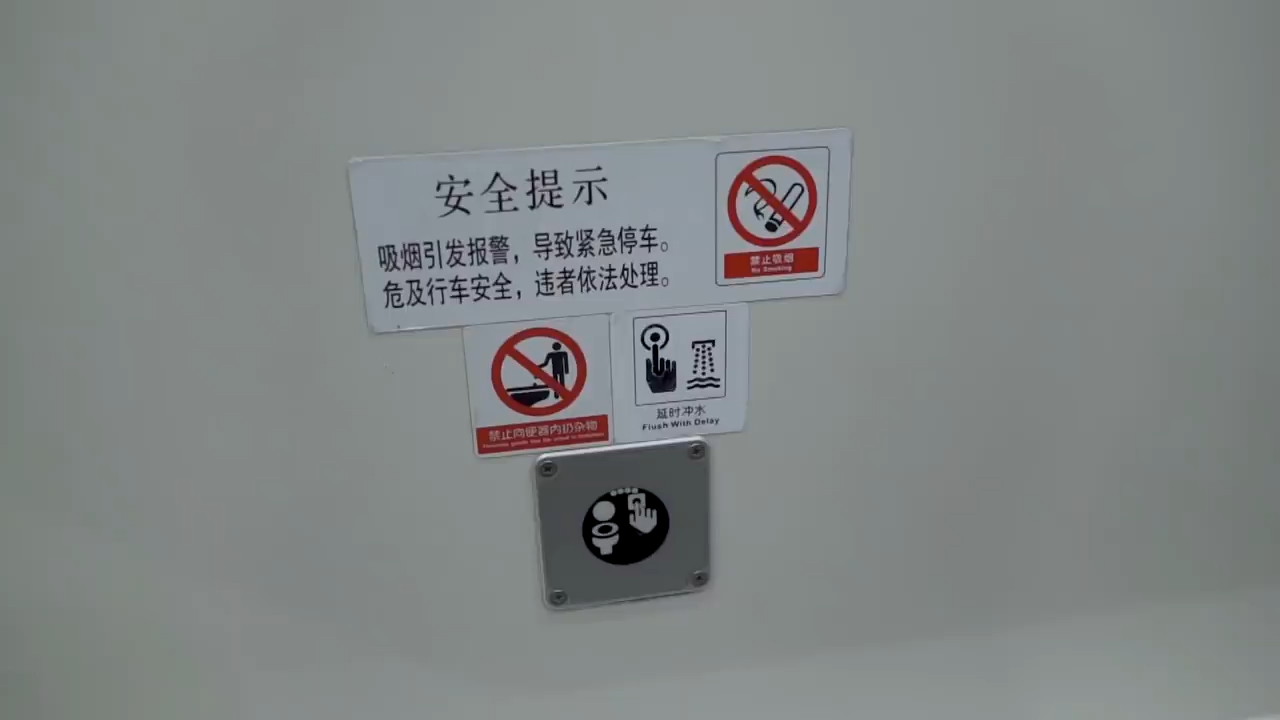 安全提示
吸烟引发报警，导致紧急停车。
危及行车安全，违者依法处理。
禁止吸烟
No Smoking
禁止向便器内扔杂物
延时冲水
Flush With Delay